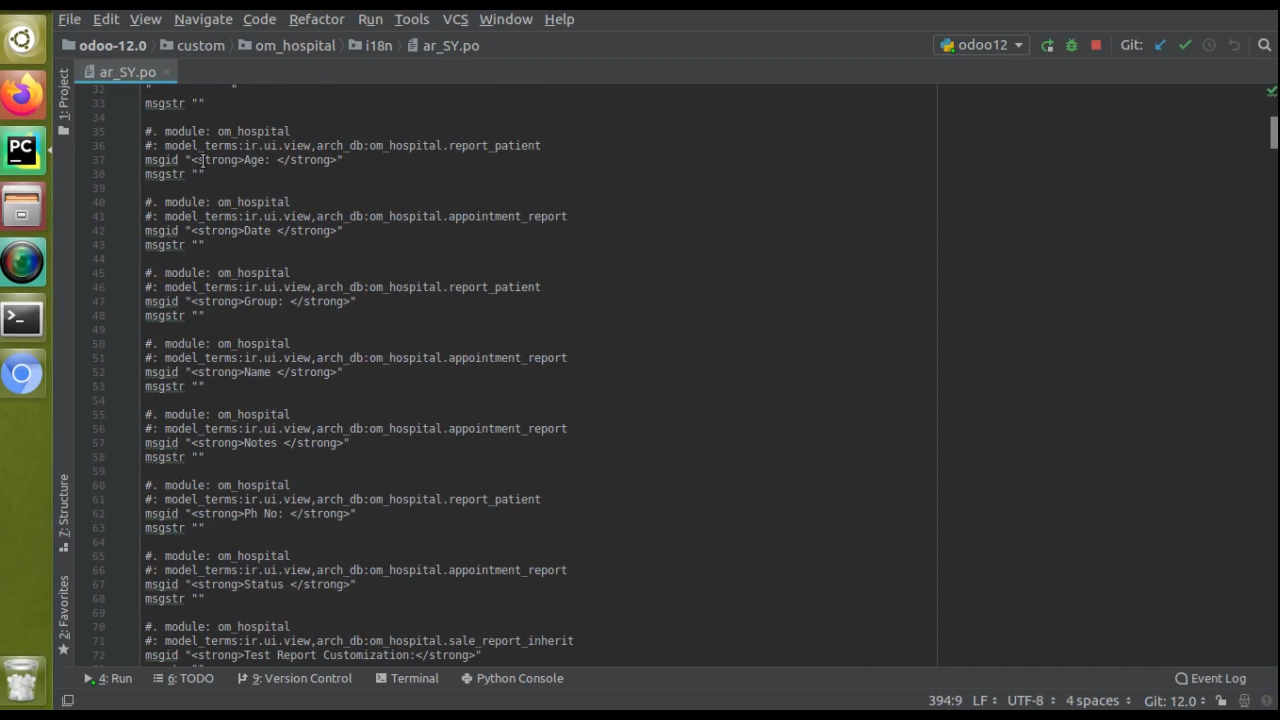 File Edit View Navigate Code Refactor Run Tools VCS Window Help
odoo-12.0 custom om_hospital i18n ar_SY.po odoo12 Git:
ar_SY.po
1: Project
7: Structure
2: Favorites
32 " "
33 msgstr ""
34
35 #. module: om_hospital
36 #: model_terms:ir.ui.view,arch_db:om_hospital.report_patient
37 msgid "<strong>Age: </strong>"
38 msgstr ""
39
40 #. module: om_hospital
41 #: model_terms:ir.ui.view,arch_db:om_hospital.appointment_report
42 msgid "<strong>Date </strong>"
43 msgstr ""
44
45 #. module: om_hospital
46 #: model_terms:ir.ui.view,arch_db:om_hospital.report_patient
47 msgid "<strong>Group: </strong>"
48 msgstr ""
49
50 #. module: om_hospital
51 #: model_terms:ir.ui.view,arch_db:om_hospital.appointment_report
52 msgid "<strong>Name </strong>"
53 msgstr ""
54
55 #. module: om_hospital
56 #: model_terms:ir.ui.view,arch_db:om_hospital.appointment_report
57 msgid "<strong>Notes </strong>"
58 msgstr ""
59
60 #. module: om_hospital
61 #: model_terms:ir.ui.view,arch_db:om_hospital.report_patient
62 msgid "<strong>Ph No: </strong>"
63 msgstr ""
64
65 #. module: om_hospital
66 #: model_terms:ir.ui.view,arch_db:om_hospital.appointment_report
67 msgid "<strong>Status </strong>"
68 msgstr ""
69
70 #. module: om_hospital
71 #: model_terms:ir.ui.view,arch_db:om_hospital.sale_report_inherit
72 msgid "<strong>Test Report Customization:</strong>"
4: Run 6: TODO 9: Version Control Terminal Python Console Event Log
394:9 LF UTF-8 4 spaces Git: 12.0
PC